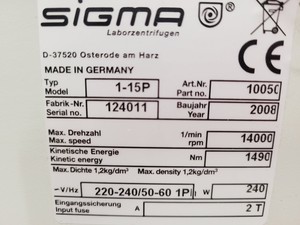 sigma
Laborzentrifugen
D-37520 Osterode am Harz
CE
MADE IN GERMANY
Typ Model 1-15P Art.Nr. Part no. 10050
Fabrik-Nr. Serial no. 124011 Baujahr Year 2008
Max. Drehzahl Max. speed 1/min rpm 14000
Kinetische Energie Kinetic energy Nm 1490
Max. Dichte 1,2kg/dm³ Max. density 1,2kg/dm³
~V/Hz 220-240/50-60 1P W 240
Eingangssicherung Input fuse A 2 T